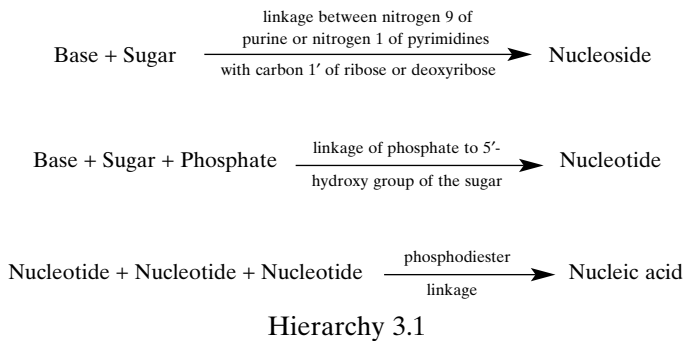 linkage between nitrogen 9 of
purine or nitrogen 1 of pyrimidines
Base + Sugar
Nucleoside
with carbon 1′ of ribose or deoxyribose
linkage of phosphate to 5′-
Base + Sugar + Phosphate
Nucleotide
hydroxy group of the sugar
phosphodiester
Nucleotide + Nucleotide + Nucleotide
Nucleic acid
linkage
Hierarchy 3.1